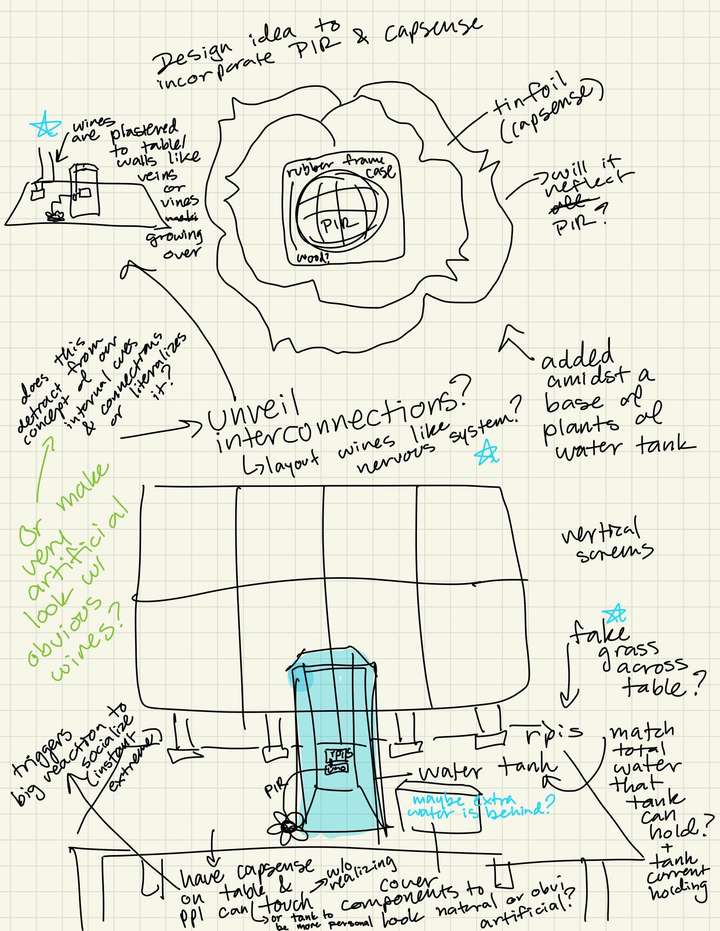 Design idea to
incorporate PIR & capsense
wires
are plastered
to table/
walls like
veins
or
vines
growing
over
tinfoil
(capsense)
rubber frame
case
PIR
wood?
will it
reflect
PIR?
added
amidst a
base of
plants of
water tank
does this
detract from
concept of our
internal
& connections
or literalizes
it?
unveil
interconnections?
layout wires like
nervous system?
Or make
very
artificial
look w/
obvious
wires?
vertical
screens
fake
grass
across
table?
rpis
match
total
water
that
tank
can
hold?
+
tank
current
holding
water tank
maybe extra
water is behind?
rpis
uno
PIR
triggers
big reaction to
socialize
(instant
extreme)
have capsense
on table &
ppl can touch
w/o
realizing
or tank to
be more personal
cover
components to
look natural or obvi
artificial?